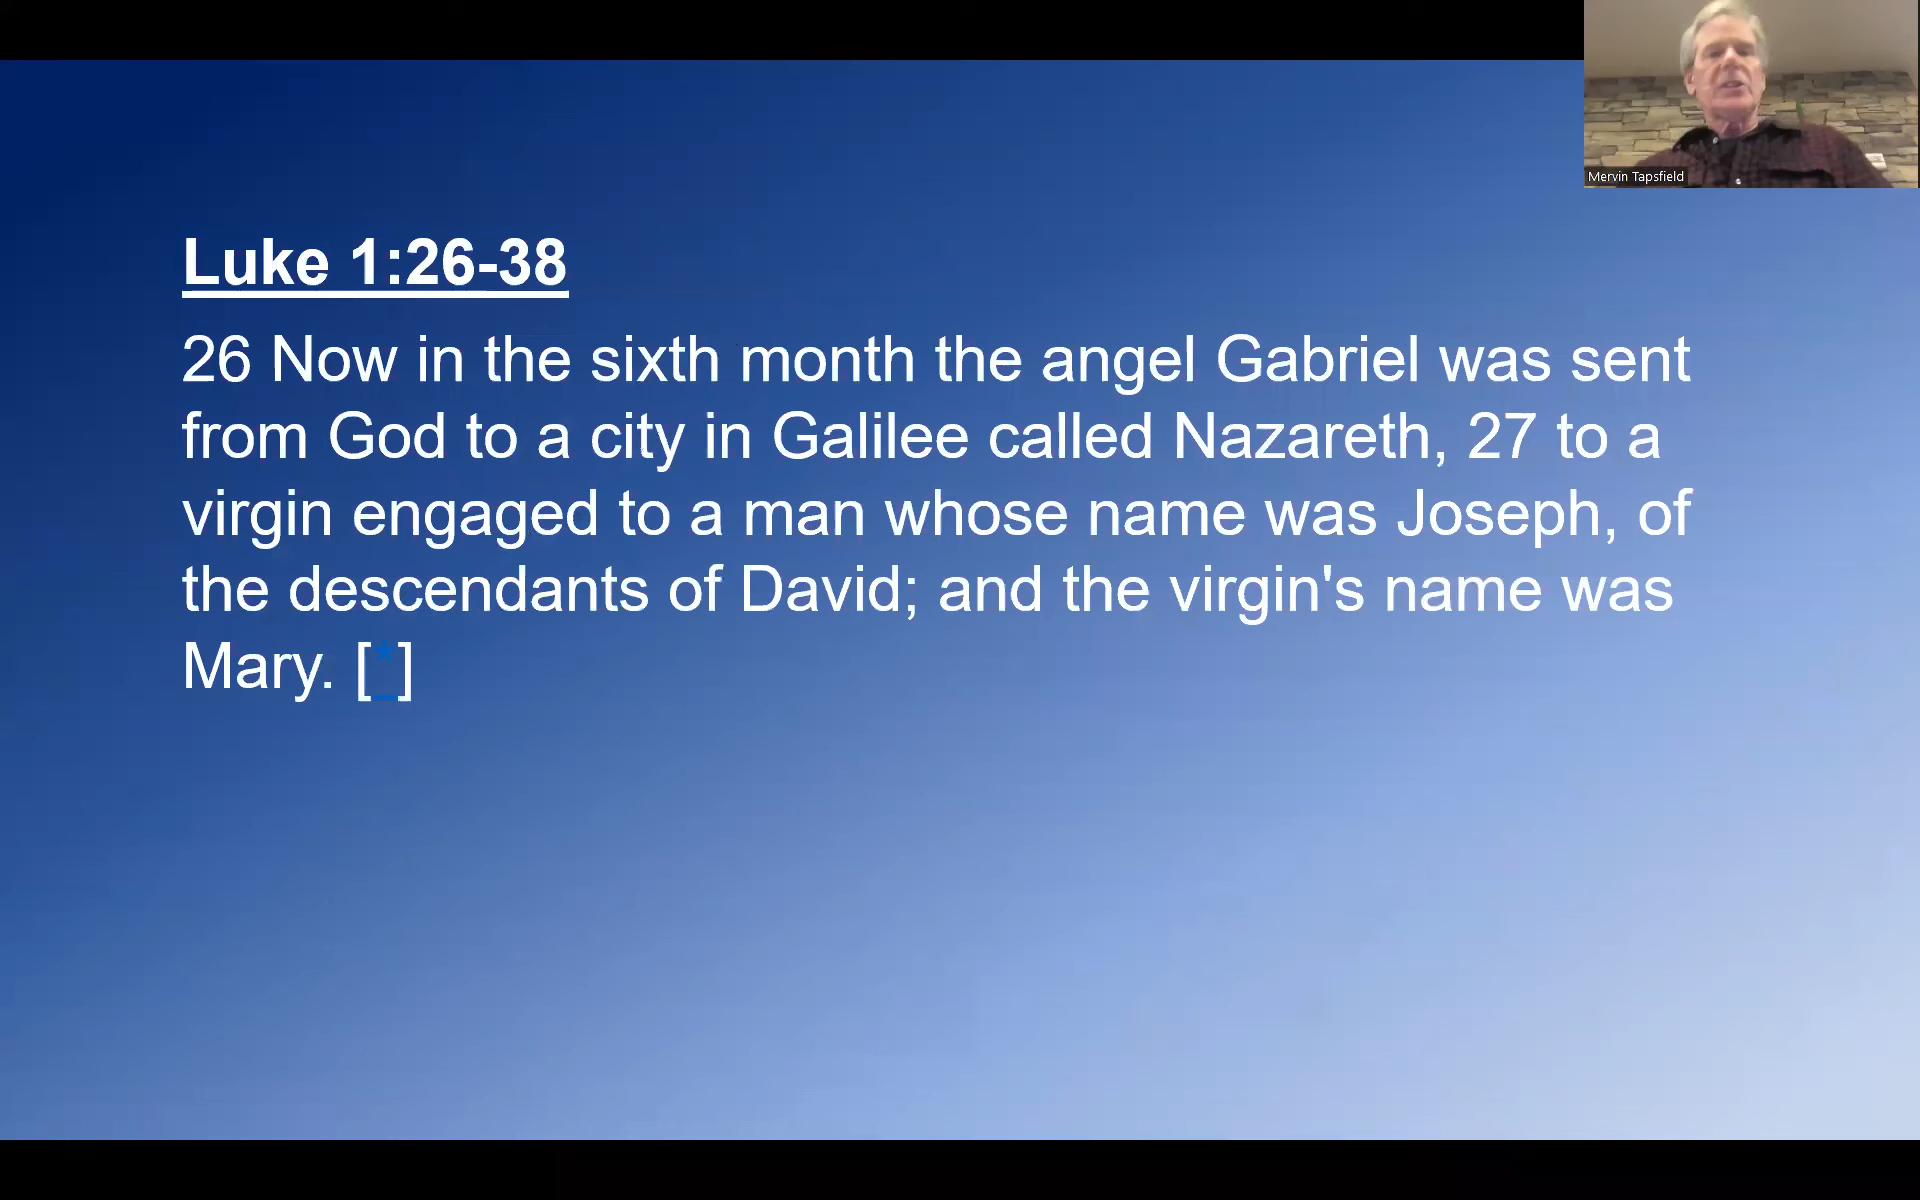 Mervin Tapsfield
Luke 1:26-38
26 Now in the sixth month the angel Gabriel was sent
from God to a city in Galilee called Nazareth, 27 to a
virgin engaged to a man whose name was Joseph, of
the descendants of David; and the virgin's name was
Mary. [*]